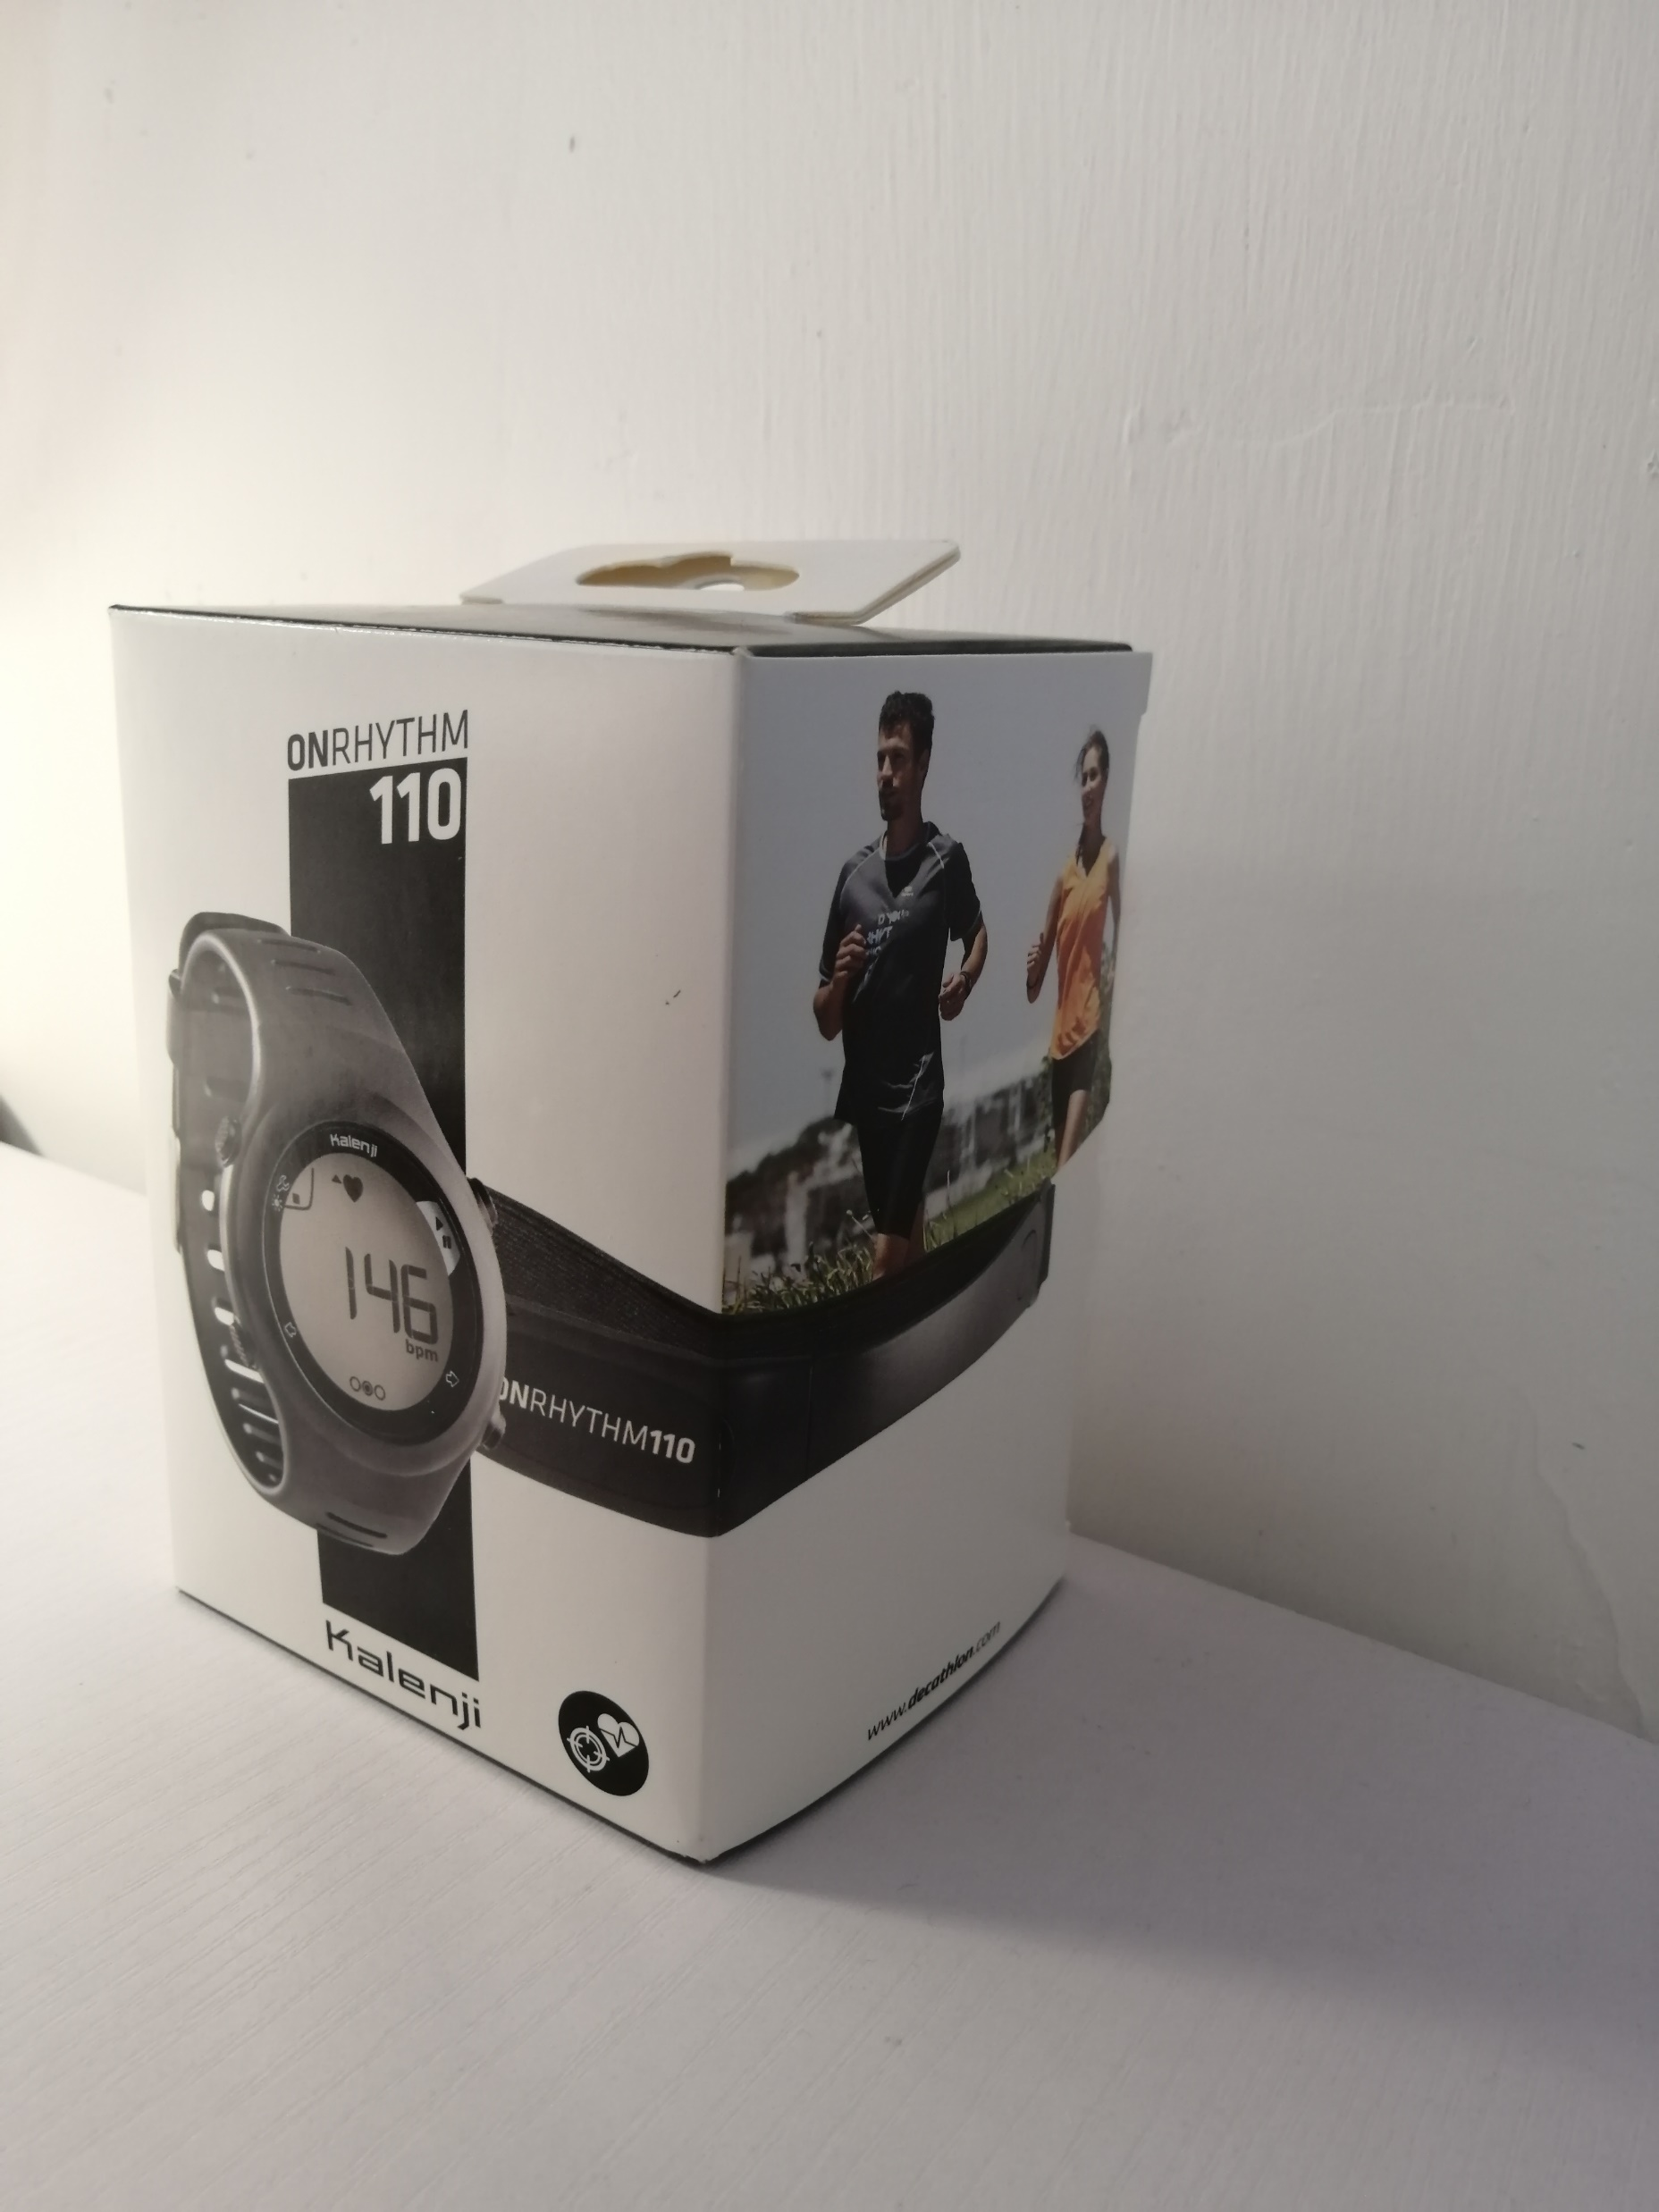 ONRHYTHM
110
Kalenji
146
bpm
ONRHYTHM110
Kalenji
www.decathlon.com